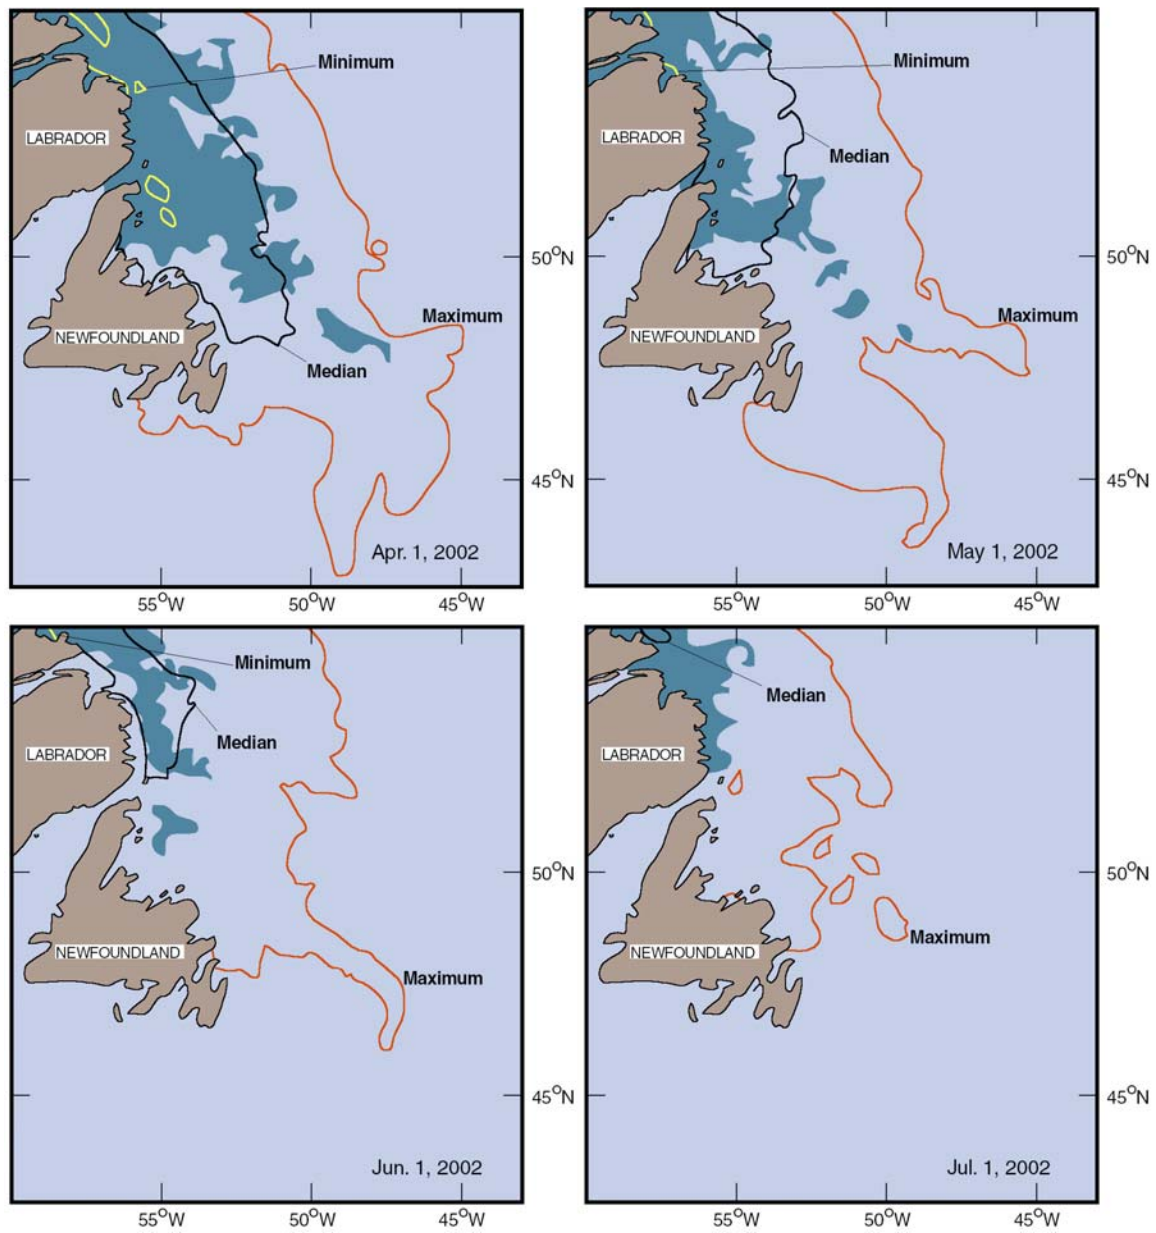 Minimum
LABRADOR
50°N
Maximum
NEWFOUNDLAND
Median
45°N
Apr. 1, 2002
55°W
50°W
45°W
Minimum
LABRADOR
Median
50°N
Maximum
NEWFOUNDLAND
45°N
May 1, 2002
55°W
50°W
45°W
Minimum
Median
LABRADOR
50°N
NEWFOUNDLAND
Maximum
45°N
Jun. 1, 2002
55°W
50°W
45°W
Median
LABRADOR
50°N
Maximum
NEWFOUNDLAND
45°N
Jul. 1, 2002
55°W
50°W
45°W